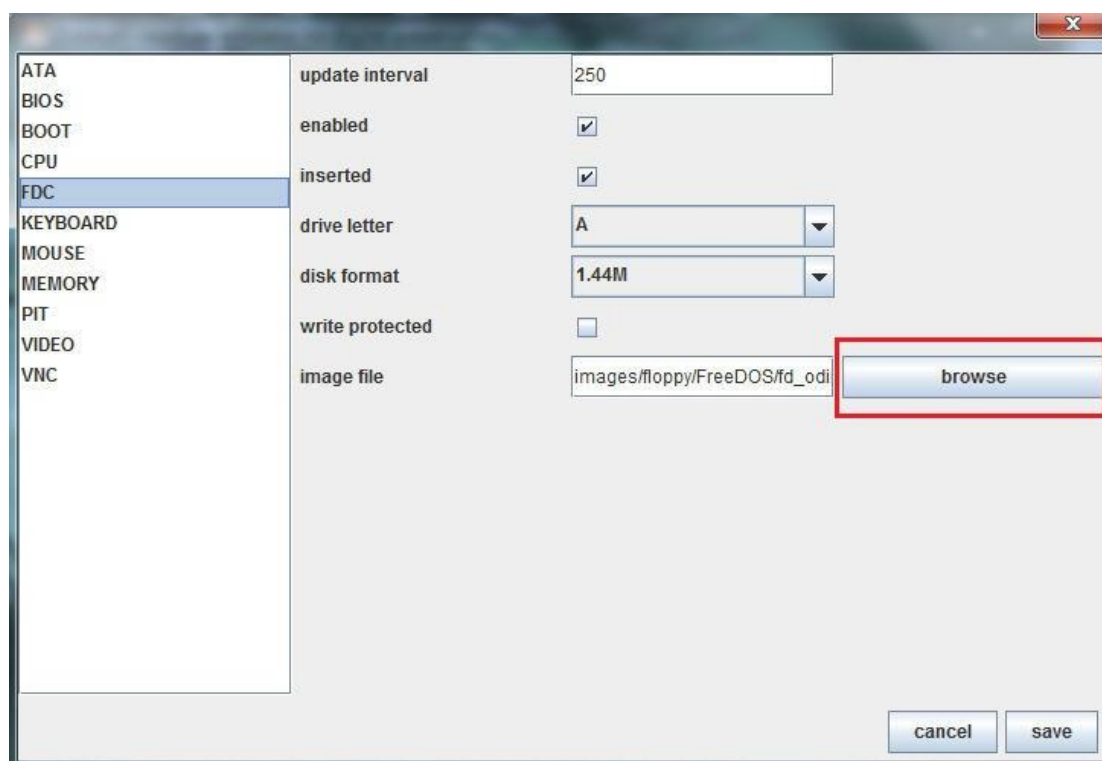 ATA
BIOS
BOOT
CPU
FDC
KEYBOARD
MOUSE
MEMORY
PIT
VIDEO
VNC
update interval 250
enabled
inserted
drive letter A
disk format 1.44M
write protected
image file images/floppy/FreeDOS/fd_odi browse
cancel save